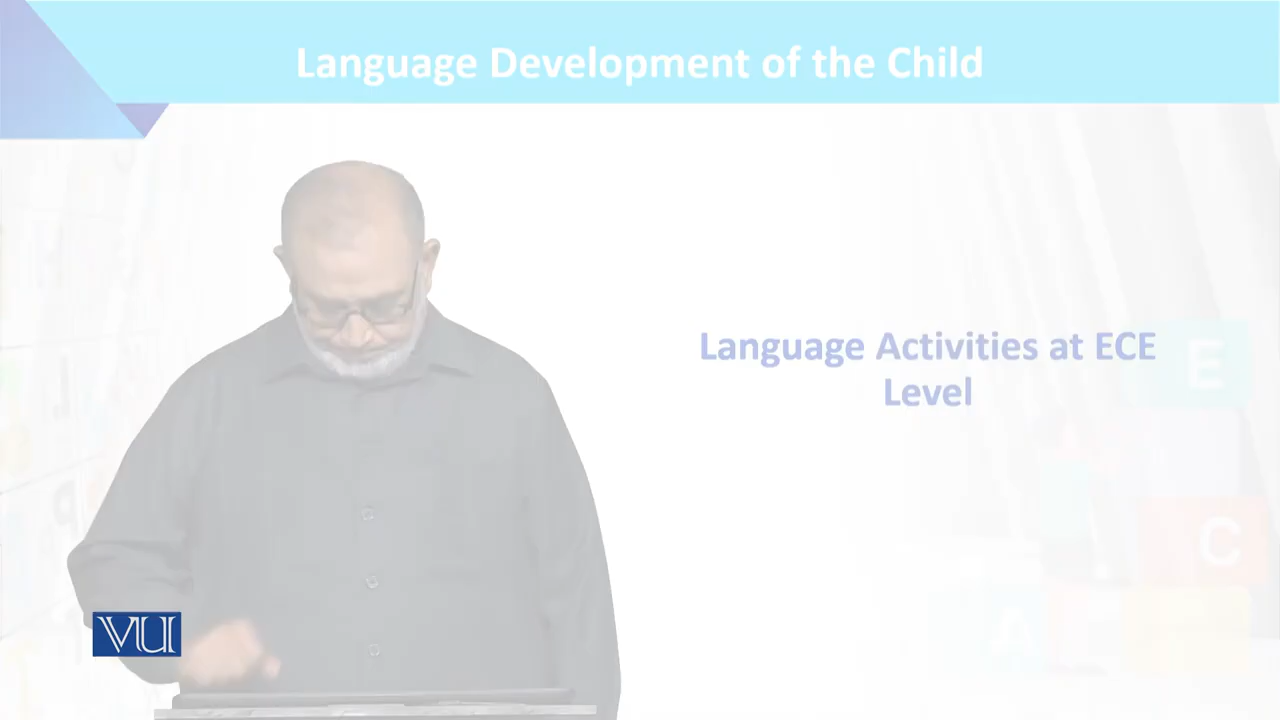 Language Development of the Child
Language Activities at ECE
Level
E
C
A
VU